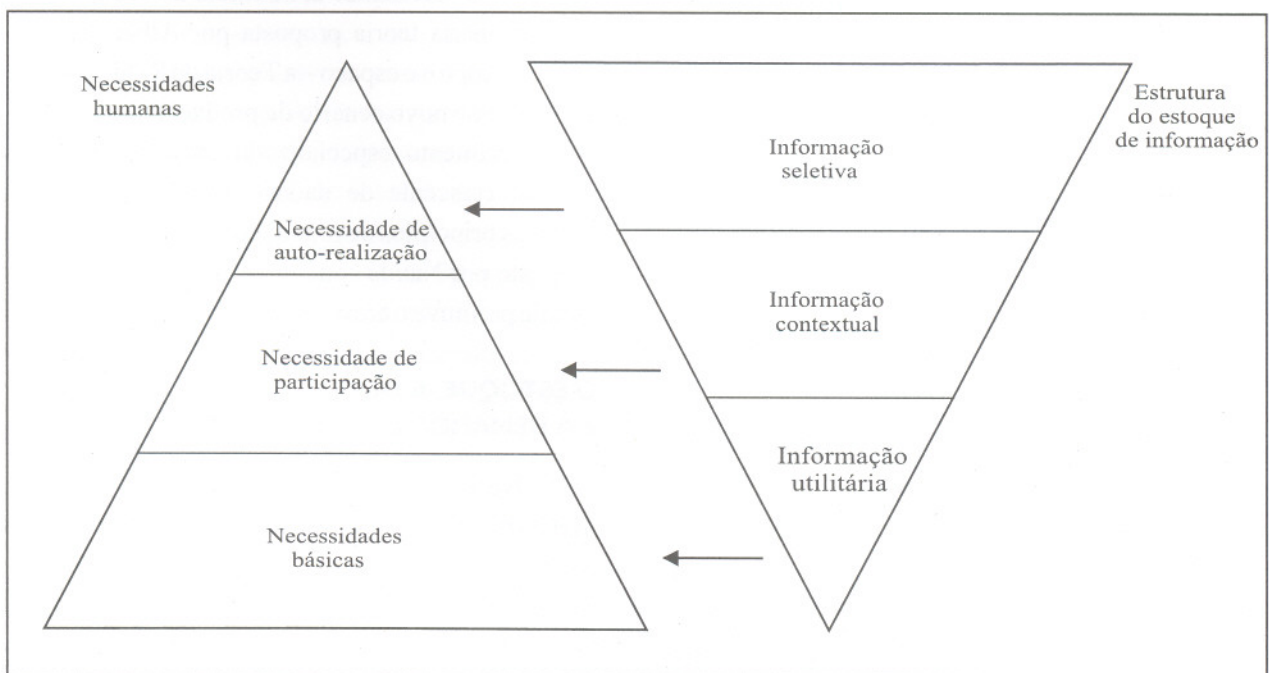 Necessidades
humanas
Estrutura
do estoque
de informação
Informação
seletiva
Necessidade de
auto-realização
Informação
contextual
Necessidade de
participação
Informação
utilitária
Necessidades
básicas